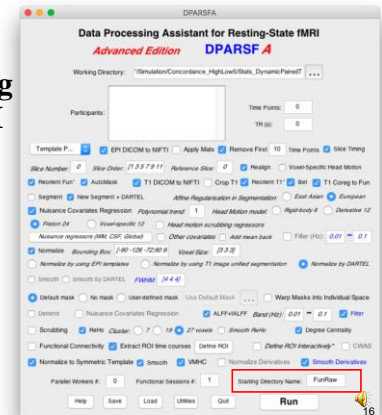 DPARSFA
Data Processing Assistant for Resting-State fMRI
Advanced Edition DPARSF A
g
Working Directory: '/Simulation/Concordance_HighLow5/Stats_DynamicPairedT ...
Participants:
Time Points: 0
TR (s): 0
Template P... EPI DICOM to NIFTI Apply Mats Remove First 10 Time Points Slice Timing
Slice Number: 0 Slice Order: [1 3 5 7 9 11 Reference Slice: 0 Realign Voxel-Specific Head Motion
Reorient Fun* AutoMask T1 DICOM to NIFTI Crop T1 Reorient T1* Bet T1 Coreg to Fun
Segment New Segment + DARTEL Affine Regularisation in Segmentation: East Asian European
Nuisance Covariates Regression Polynomial trend: 1 Head Motion model: Rigid-body 6 Derivative 12
Friston 24 Voxel-specific 12 Head motion scrubbing regressors
Nuisance regressors (WM, CSF, Global) Other covariates Add mean back Filter (Hz): 0.01 ~ 0.1
Normalize Bounding Box: [-90 -126 -72;90 9 Voxel Size: [3 3 3]
Normalize by using EPI templates Normalize by using T1 image unified segmentation Normalize by DARTEL
Smooth Smooth by DARTEL FWHM: [4 4 4]
Default mask No mask User-defined mask Use Default Mask ... Warp Masks into Individual Space
Detrend Nuisance Covariates Regression ALFF+fALFF Band (Hz): 0.01 ~ 0.1 Filter
Scrubbing ReHo Cluster: 7 19 27 voxels Smooth ReHo Degree Centrality
Functional Connectivity Extract ROI time courses Define ROI Define ROI Interactively* CWAS
Normalize to Symmetric Template Smooth VMHC Normalize Derivatives Smooth Derivatives
Parallel Workers #: 0 Functional Sessions #: 1 Starting Directory Name: FunRaw
Help Save Load Utilities Quit Run
16